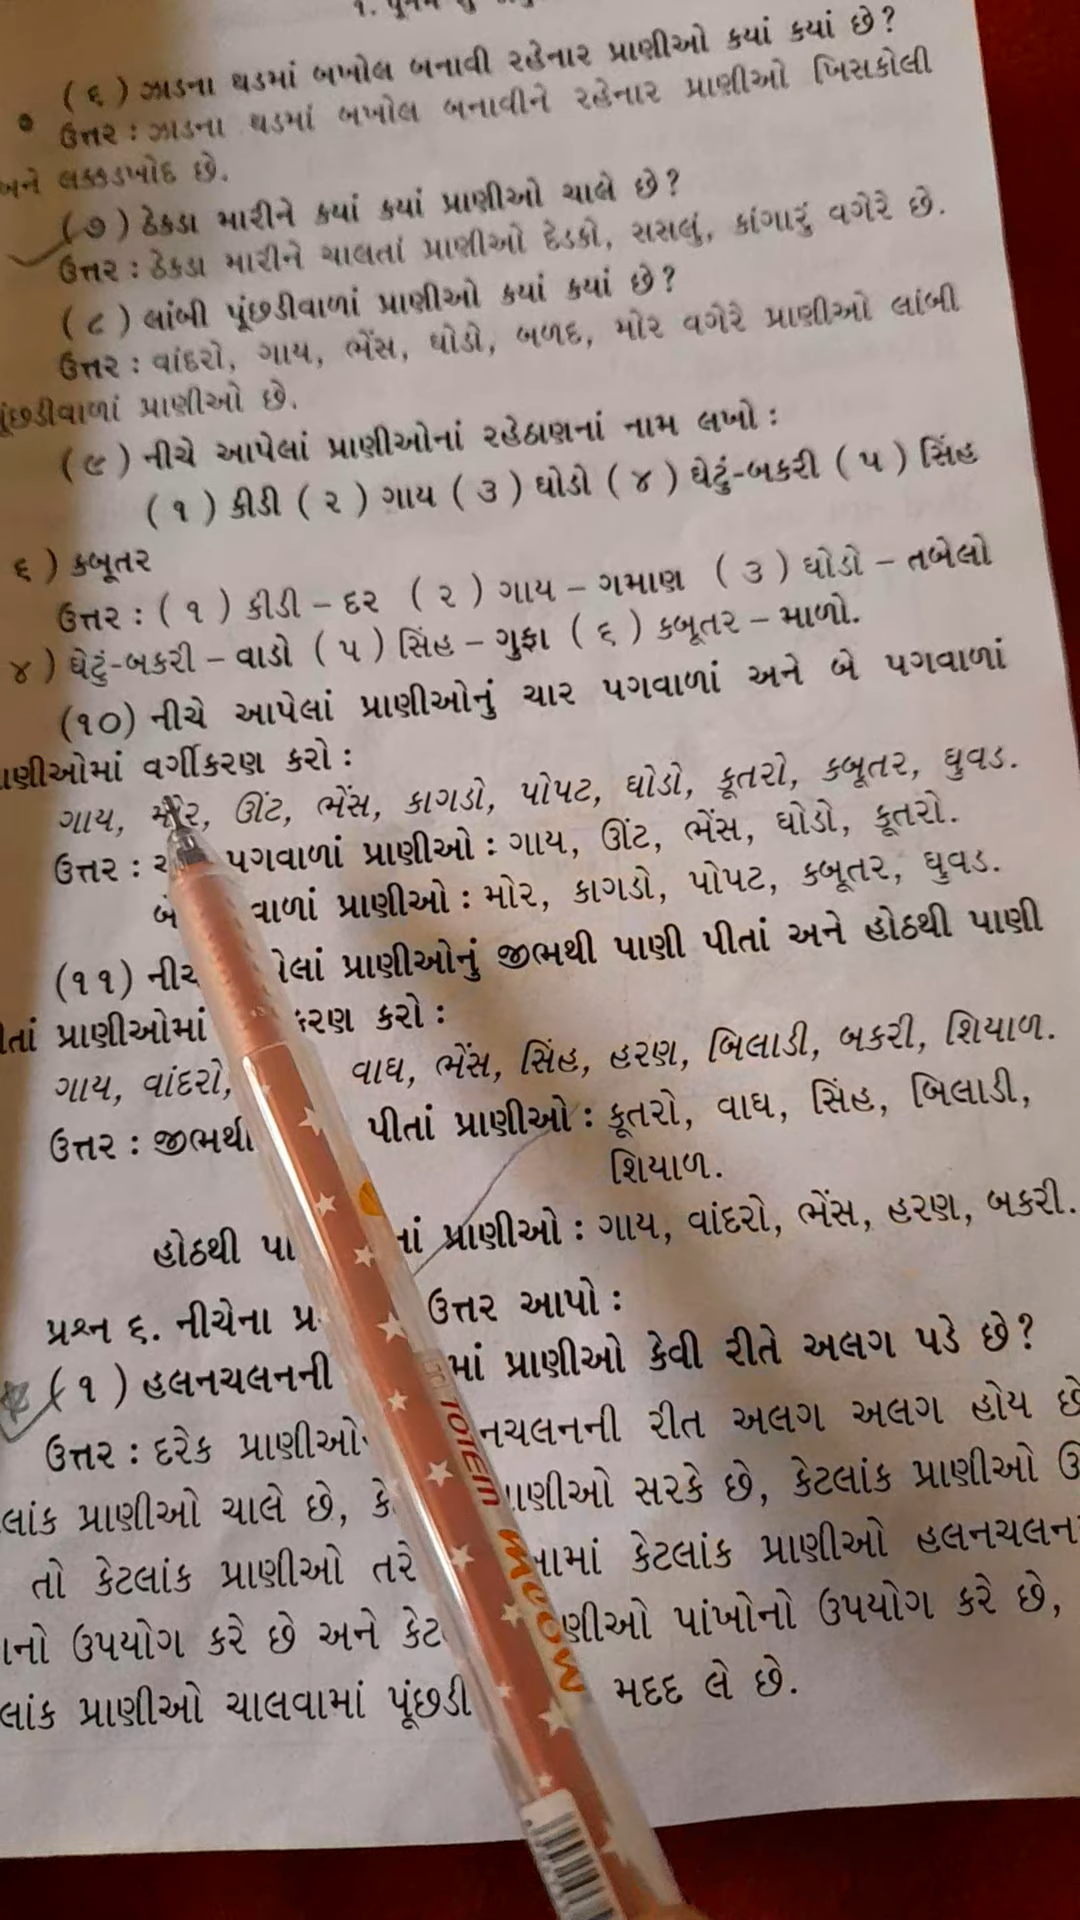 (૬) ઝાડના થડમાં બખોલ બનાવી રહેનાર પ્રાણીઓ કયાં કયાં છે?
ઉત્તર : ઝાડના થડમાં બખોલ બનાવીને રહેનાર પ્રાણીઓ ખિસકોલી
અને લક્કડખોદ છે.
(૭) ઠેકડા મારીને કયાં કયાં પ્રાણીઓ ચાલે છે?
ઉત્તર : ઠેકડા મારીને ચાલતાં પ્રાણીઓ દેડકો, સસલું, કાંગારું વગેરે છે.
(૮) લાંબી પૂંછડીવાળાં પ્રાણીઓ કયાં કયાં છે?
ઉત્તર : વાંદરો, ગાય, ભેંસ, ઘોડો, બળદ, મોર વગેરે પ્રાણીઓ લાંબી
પૂંછડીવાળાં પ્રાણીઓ છે.
(૯) નીચે આપેલાં પ્રાણીઓનાં રહેઠાણનાં નામ લખો :
(૧) કીડી (૨) ગાય (૩) ઘોડો (૪) ઘેટું-બકરી (૫) સિંહ
૬) કબૂતર
ઉત્તર : (૧) કીડી – દર (૨) ગાય – ગમાણ (૩) ઘોડો – તબેલો
૪) ઘેટું-બકરી – વાડો (૫) સિંહ – ગુફા (૬) કબૂતર – માળો.
(૧૦) નીચે આપેલાં પ્રાણીઓનું ચાર પગવાળાં અને બે પગવાળાં
ાણીઓમાં વર્ગીકરણ કરો :
ગાય, મોર, ઊંટ, ભેંસ, કાગડો, પોપટ, ઘોડો, કૂતરો, કબૂતર, ઘુવડ.
ઉત્તર : પગવાળાં પ્રાણીઓ : ગાય, ઊંટ, ભેંસ, ઘોડો, કૂતરો.
બે વાળાં પ્રાણીઓ : મોર, કાગડો, પોપટ, કબૂતર, ઘુવડ.
(૧૧) નીચ ેલાં પ્રાણીઓનું જીભથી પાણી પીતાં અને હોઠથી પાણી
ીતાં પ્રાણીઓમાં કરણ કરો :
ગાય, વાંદરો, વાઘ, ભેંસ, સિંહ, હરણ, બિલાડી, બકરી, શિયાળ.
ઉત્તર : જીભથી પીતાં પ્રાણીઓ : કૂતરો, વાઘ, સિંહ, બિલાડી,
શિયાળ.
હોઠથી પા તાં પ્રાણીઓ : ગાય, વાંદરો, ભેંસ, હરણ, બકરી.
પ્રશ્ન ૬. નીચેના પ્ર ઉત્તર આપો :
(૧) હલનચલનની માં પ્રાણીઓ કેવી રીતે અલગ પડે છે?
ઉત્તર : દરેક પ્રાણીઓ નચલનની રીત અલગ અલગ હોય છે
લાંક પ્રાણીઓ ચાલે છે, કે ાણીઓ સરકે છે, કેટલાંક પ્રાણીઓ ઊ
તો કેટલાંક પ્રાણીઓ તરે વામાં કેટલાંક પ્રાણીઓ હલનચલન
ગનો ઉપયોગ કરે છે અને કેટ ણીઓ પાંખોનો ઉપયોગ કરે છે,
લાંક પ્રાણીઓ ચાલવામાં પૂંછડી મદદ લે છે.
TOTEM
meow